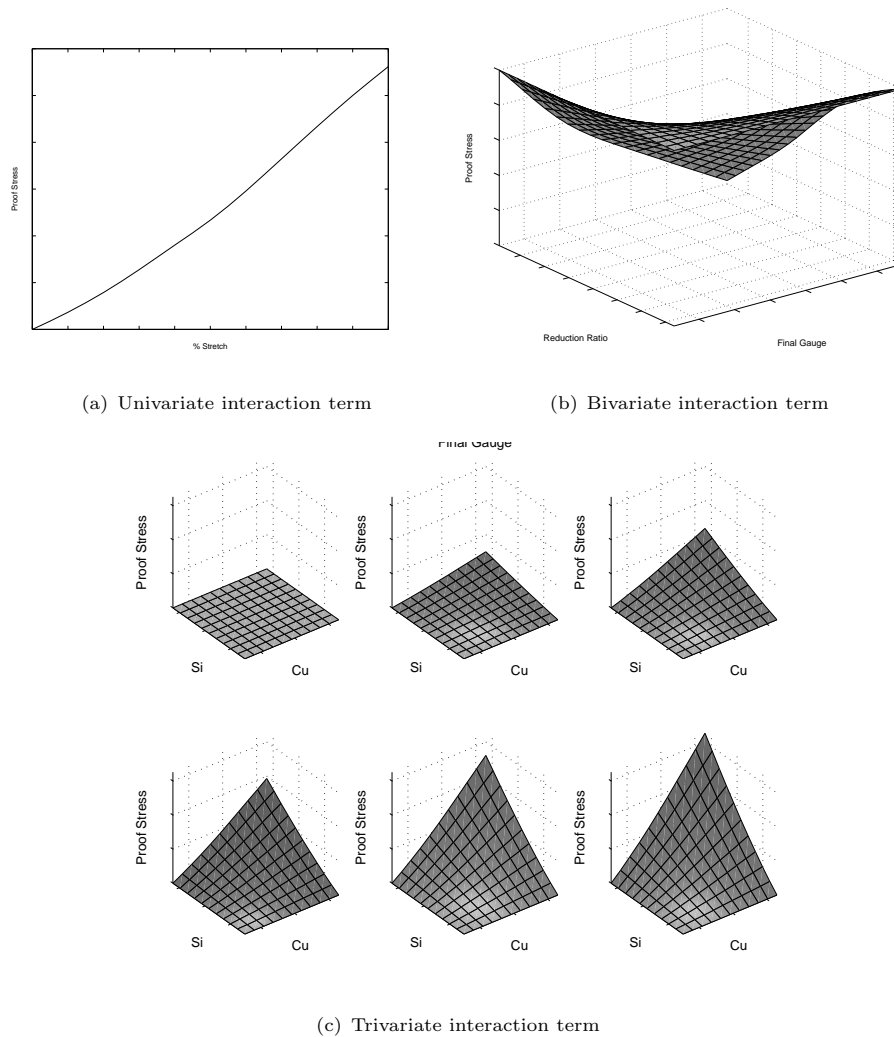 Proof Stress
% Stretch
Proof Stress
Reduction Ratio
Final Gauge
(a) Univariate interaction term
(b) Bivariate interaction term
Final Gauge
Proof Stress
Proof Stress
Proof Stress
Si
Cu
Si
Cu
Si
Cu
Proof Stress
Proof Stress
Proof Stress
Si
Cu
Si
Cu
Si
Cu
(c) Trivariate interaction term